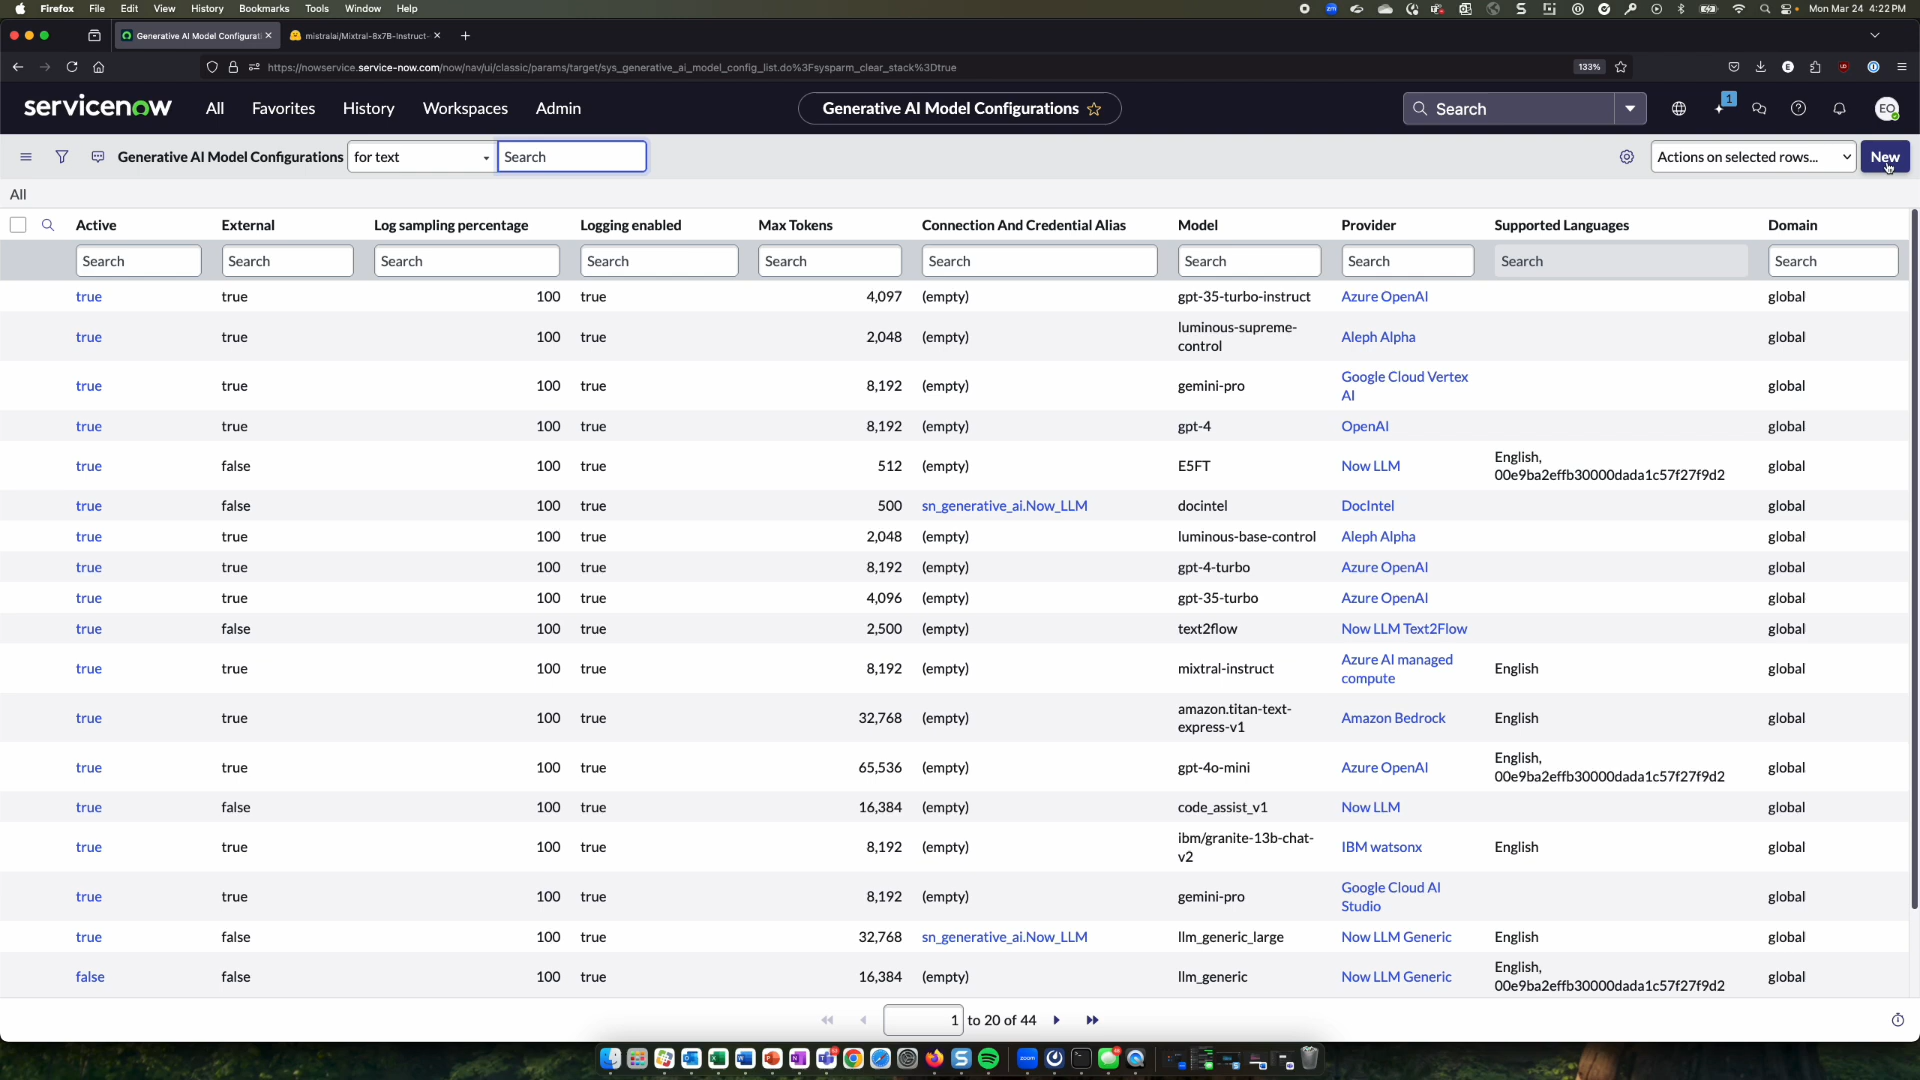 Firefox File Edit View History Bookmarks Tools Window Help Mon Mar 24 4:22 PM
Generative AI Model Configurati mistralai/Mixtral-8x7B-Instruct-
https://nowservice.service-now.com/now/nav/ui/classic/params/target/sys_generative_ai_model_config_list.do%3Fsysparm_clear_stack%3Dtrue 133%
servicenow All Favorites History Workspaces Admin Generative AI Model Configurations Search 1 EO
Generative AI Model Configurations for text Search Actions on selected rows... New
All
Active External Log sampling percentage Logging enabled Max Tokens Connection And Credential Alias Model Provider Supported Languages Domain
Search Search Search Search Search Search Search Search Search Search
true true 100 true 4,097 (empty) gpt-35-turbo-instruct Azure OpenAI global
true true 100 true 2,048 (empty) luminous-supreme-
control Aleph Alpha global
true true 100 true 8,192 (empty) gemini-pro Google Cloud Vertex
AI global
true true 100 true 8,192 (empty) gpt-4 OpenAI global
true false 100 true 512 (empty) E5FT Now LLM English,
00e9ba2effb30000dada1c57f27f9d2 global
true false 100 true 500 sn_generative_ai.Now_LLM docintel DocIntel global
true true 100 true 2,048 (empty) luminous-base-control Aleph Alpha global
true true 100 true 8,192 (empty) gpt-4-turbo Azure OpenAI global
true true 100 true 4,096 (empty) gpt-35-turbo Azure OpenAI global
true false 100 true 2,500 (empty) text2flow Now LLM Text2Flow global
true true 100 true 8,192 (empty) mixtral-instruct Azure AI managed
compute English global
true true 100 true 32,768 (empty) amazon.titan-text-
express-v1 Amazon Bedrock English global
true true 100 true 65,536 (empty) gpt-4o-mini Azure OpenAI English,
00e9ba2effb30000dada1c57f27f9d2 global
true false 100 true 16,384 (empty) code_assist_v1 Now LLM global
true true 100 true 8,192 (empty) ibm/granite-13b-chat-
v2 IBM watsonx English global
true true 100 true 8,192 (empty) gemini-pro Google Cloud AI
Studio global
true false 100 true 32,768 sn_generative_ai.Now_LLM llm_generic_large Now LLM Generic English global
false false 100 true 16,384 (empty) llm_generic Now LLM Generic English,
00e9ba2effb30000dada1c57f27f9d2 global
1 to 20 of 44
zoom